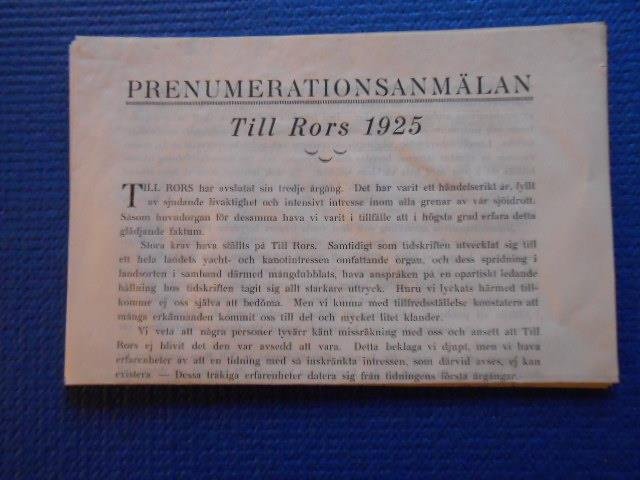 PRENUMERATIONSANMÄLAN
Till Rors 1925
TILL RORS har avslutat sin tredje årgång. Det har varit ett händelserikt år, fyllt
av sjudande livaktighet och intensivt intresse inom alla grenar av vår sjöidrott.
Såsom huvudorgan för desamma hava vi varit i tillfälle att i högsta grad erfara detta
glädjande faktum.
Stora krav hava ställts på Till Rors. Samtidigt som tidskriften utvecklat sig till
ett hela landets yacht- och kanotintressen omfattande organ, och dess spridning i
landsorten i samband därmed mångdubblats, hava anspråken på en opartiskt ledande
hållning hos tidskriften tagit sig allt starkare uttryck. Huru vi lyckats härmed till-
komme ej oss själva att bedöma. Men vi kunna med tillfredsställelse konstatera att
många erkännanden kommit oss till del och mycket litet klander.
Vi veta att några personer tyvärr känt missräkning med oss och ansett att Till
Rors ej blivit det den var avsedd att vara. Detta beklaga vi djupt, men vi hava
erfarenheter av att en tidning med så inskränkta intressen, som därvid avses, ej kan
existera — Dessa tråkiga erfarenheter datera sig från tidningens första årgångar.